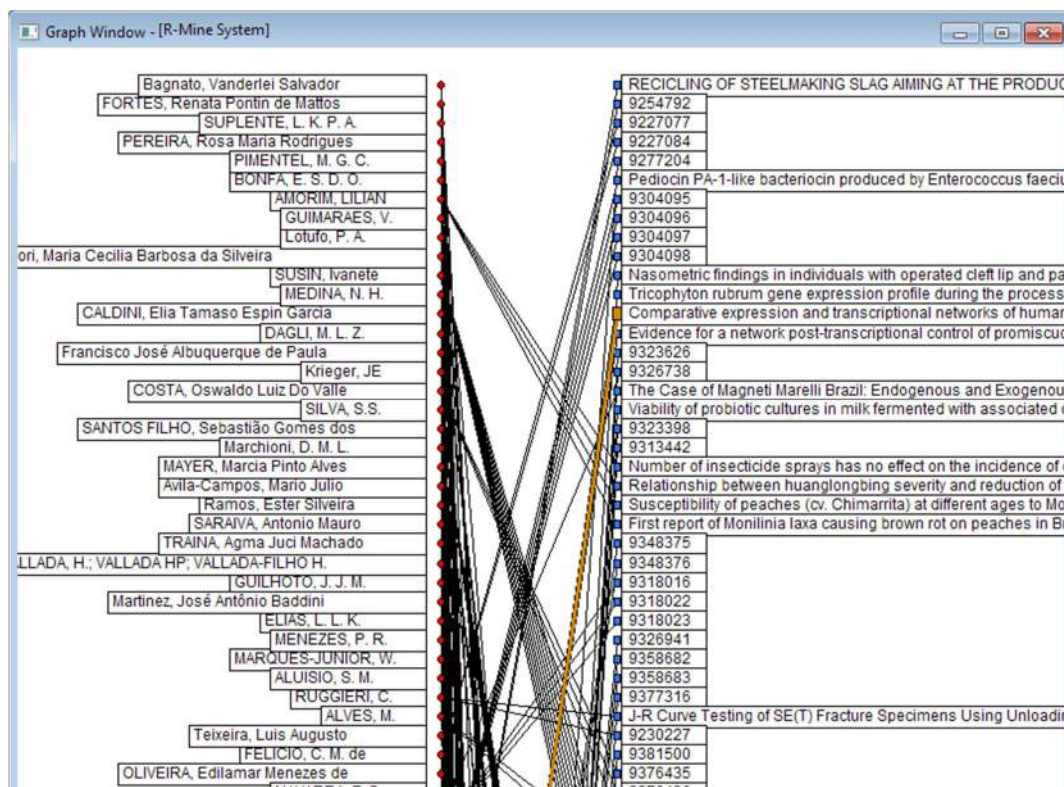 Graph Window - [R-Mine System]
Bagnato, Vanderlei Salvador
FORTES, Renata Pontin de Mattos
SUPLENTE, L. K. P. A.
PEREIRA, Rosa Maria Rodrigues
PIMENTEL, M. G. C.
BONFA, E. S. D. O.
AMORIM, LILIAN
GUIMARAES, V.
Lotufo, P. A.
ori, Maria Cecilia Barbosa da Silveira
SUSIN, Ivanete
MEDINA, N. H.
CALDINI, Elia Tamaso Espin Garcia
DAGLI, M. L. Z.
Francisco José Albuquerque de Paula
Krieger, JE
COSTA, Oswaldo Luiz Do Valle
SILVA, S.S.
SANTOS FILHO, Sebastião Gomes dos
Marchioni, D. M. L.
MAYER, Marcia Pinto Alves
Avila-Campos, Mario Julio
Ramos, Ester Silveira
SARAIVA, Antonio Mauro
TRAINA, Agma Juci Machado
ALLADA, H.; VALLADA HP; VALLADA-FILHO H.
GUILHOTO, J. J. M.
Martinez, José Antônio Baddini
ELIAS, L. L. K.
MENEZES, P. R.
MARQUES-JUNIOR, W.
ALUISIO, S. M.
RUGGIERI, C.
ALVES, M.
Teixeira, Luis Augusto
FELICIO, C. M. de
OLIVEIRA, Edilamar Menezes de
RECICLING OF STEELMAKING SLAG AIMING AT THE PRODUC
9254792
9227077
9227084
9277204
Pediocin PA-1-like bacteriocin produced by Enterococcus faeciu
9304095
9304096
9304097
9304098
Nasometric findings in individuals with operated cleft lip and pa
Tricophyton rubrum gene expression profile during the process
Comparative expression and transcriptional networks of human
Evidence for a network post-transcriptional control of promiscuo
9323626
9326738
The Case of Magneti Marelli Brazil: Endogenous and Exogenou
Viability of probiotic cultures in milk fermented with associated
9323398
9313442
Number of insecticide sprays has no effect on the incidence of
Relationship between huanglongbing severity and reduction of
Susceptibility of peaches (cv. Chimarrita) at different ages to Mo
First report of Monilinia laxa causing brown rot on peaches in B
9348375
9348376
9318016
9318022
9318023
9326941
9358682
9358683
9377316
J-R Curve Testing of SE(T) Fracture Specimens Using Unloadi
9230227
9381500
9376435